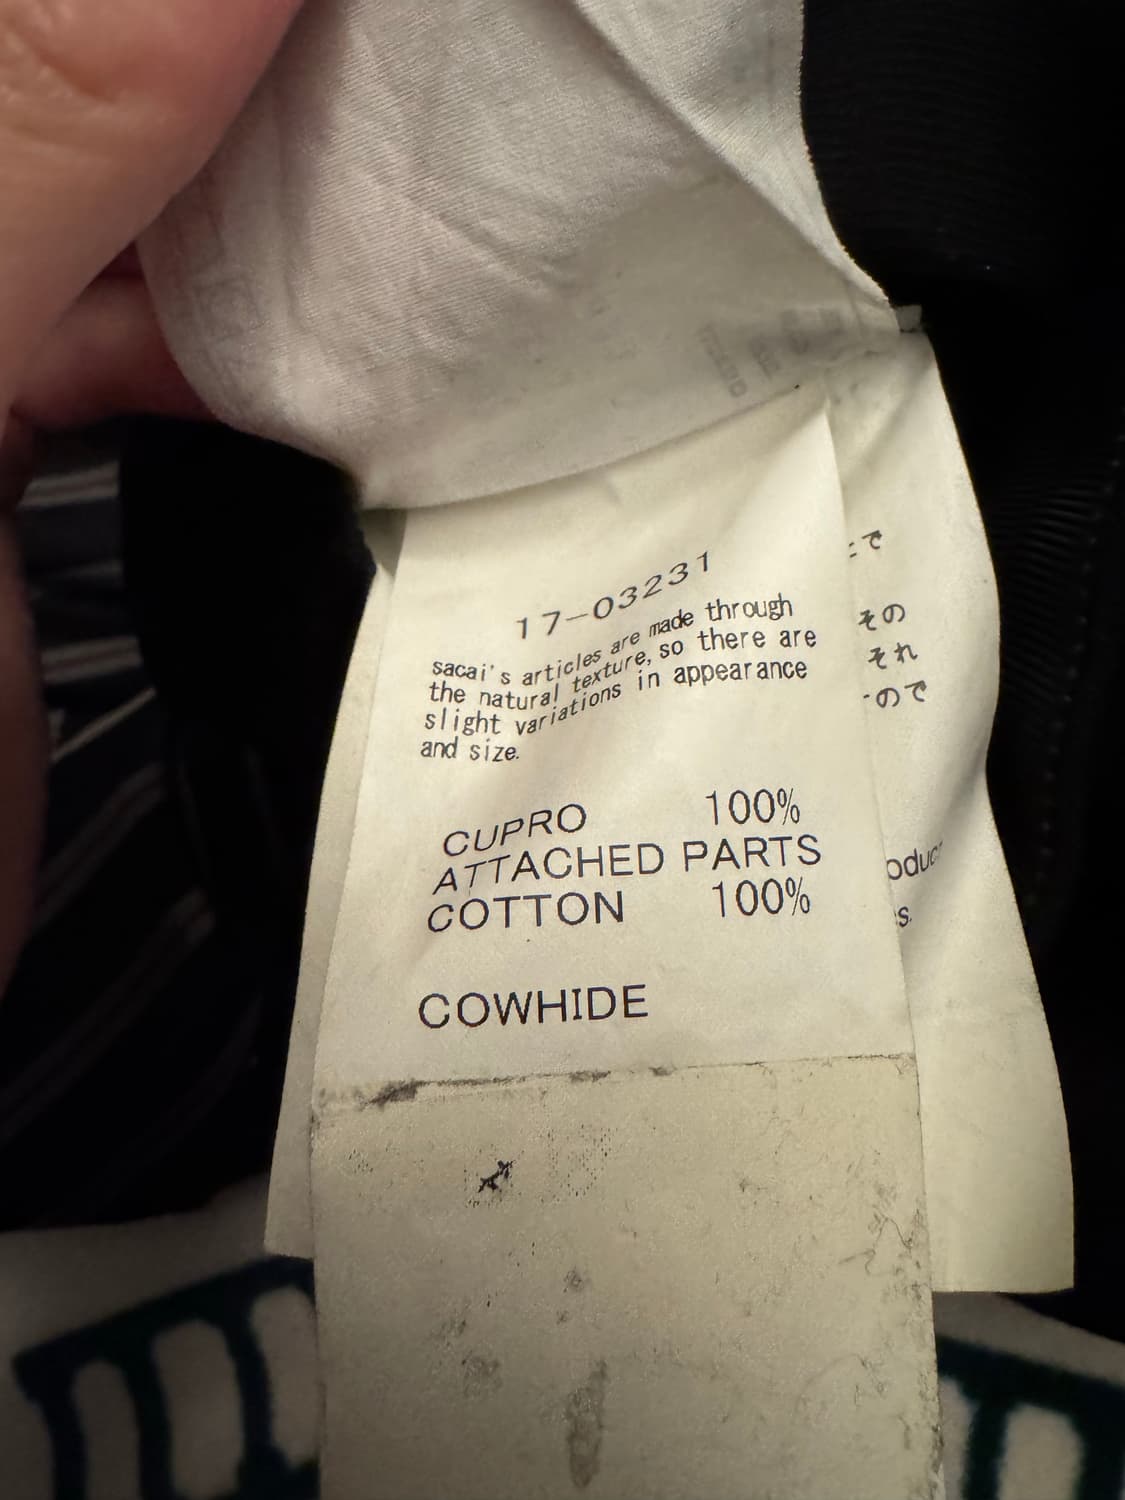 17-03231
sacai's articles are made through
the natural texture, so there are
slight variations in appearance
and size.
CUPRO 100%
ATTACHED PARTS
COTTON 100%
COWHIDE
で
その
それ
ので